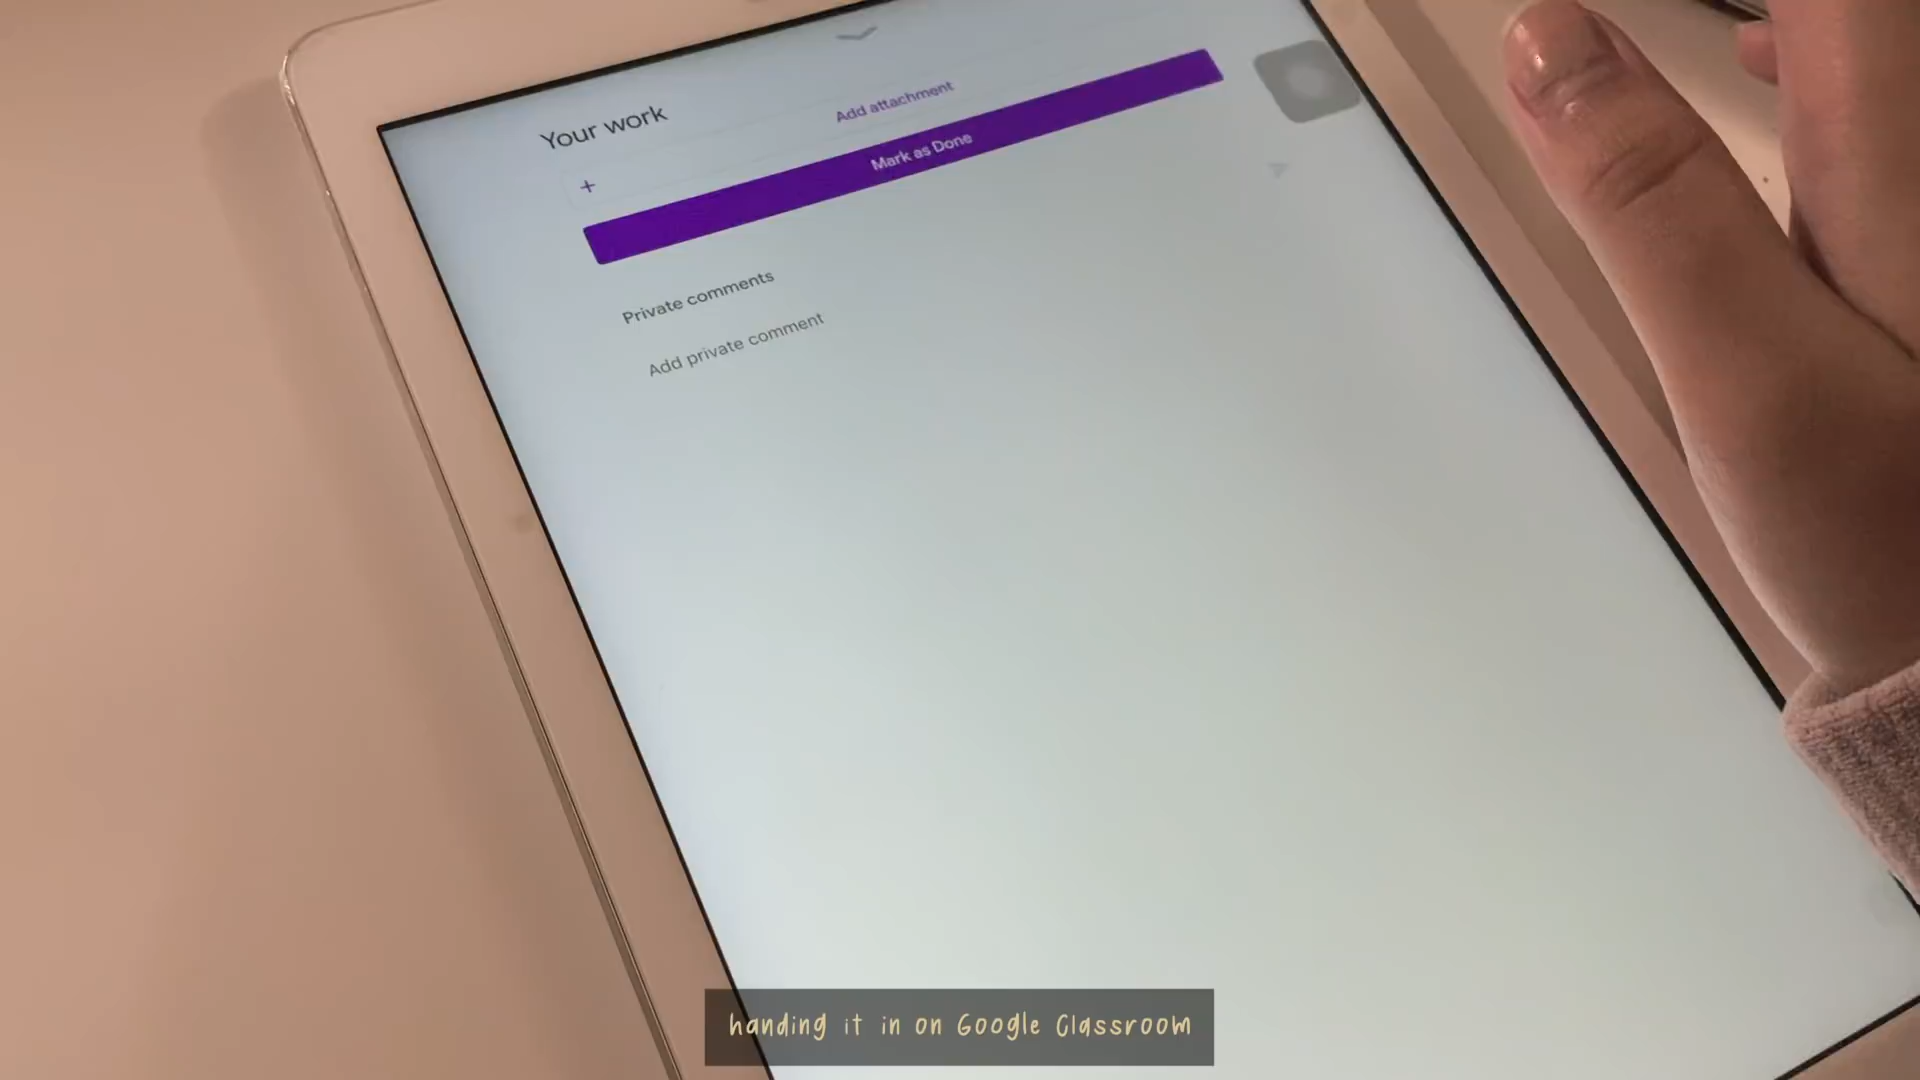 Your work
+ Add attachment
Mark as Done
Private comments
Add private comment
handing it in on Google Classroom